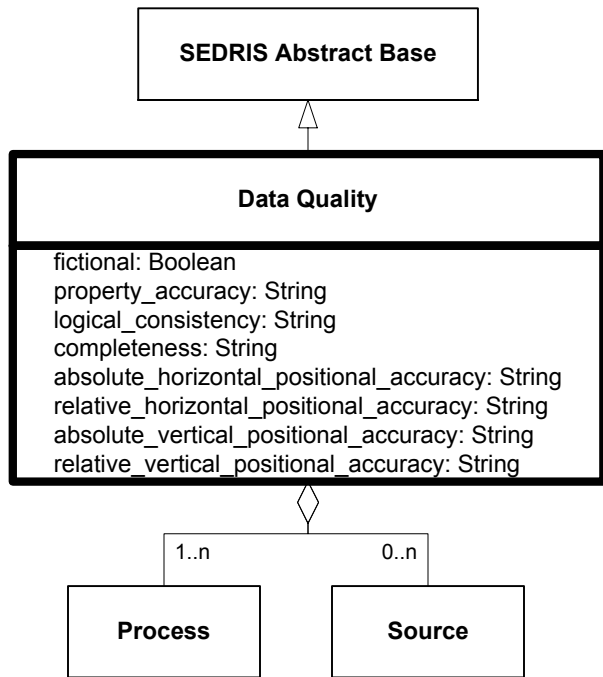 SEDRIS Abstract Base
Data Quality
fictional: Boolean
property_accuracy: String
logical_consistency: String
completeness: String
absolute_horizontal_positional_accuracy: String
relative_horizontal_positional_accuracy: String
absolute_vertical_positional_accuracy: String
relative_vertical_positional_accuracy: String
1..n 0..n
Process Source